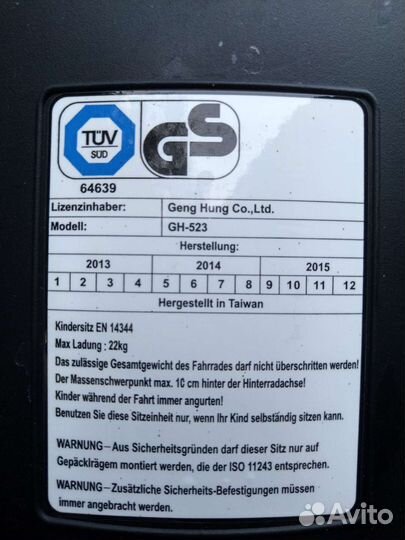 TÜV
SÜD
GS
64639
Lizenzinhaber: Geng Hung Co.,Ltd.
Modell: GH-523
Herstellung:
2013 2014 2015
1 2 3 4 5 6 7 8 9 10 11 12
Hergestellt in Taiwan
Kindersitz EN 14344
Max Ladung : 22kg
Das zulässige Gesamtgewicht des Fahrrades darf nicht überschritten werden!
Der Massenschwerpunkt max. 10 cm hinter der Hinterradachse!
Kinder während der Fahrt immer angurten!
Benutzen Sie diese Sitzeinheit nur, wenn Ihr Kind selbständig sitzen kann.
WARNUNG–Aus Sicherheitsgründen darf dieser Sitz nur auf
Gepäcklrägem montiert werden, die der ISO 11243 entsprechen.
WARNUNG–Zusätzliche Sicherheits-Befestigungen müssen
immer angebracht werden.
Avito